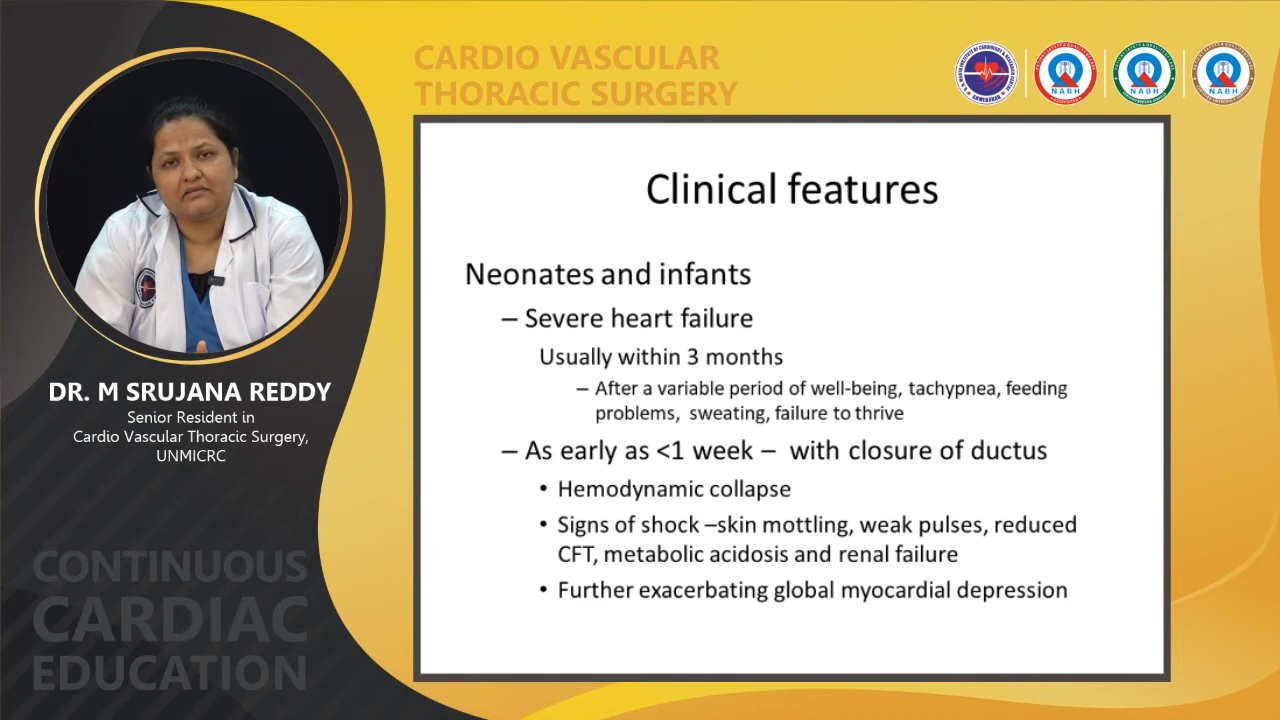 CARDIO VASCULAR
THORACIC SURGERY
NABH
NABH
NABH
Clinical features
Neonates and infants
– Severe heart failure
Usually within 3 months
– After a variable period of well-being, tachypnea, feeding
problems, sweating, failure to thrive
– As early as <1 week – with closure of ductus
• Hemodynamic collapse
• Signs of shock –skin mottling, weak pulses, reduced
CFT, metabolic acidosis and renal failure
• Further exacerbating global myocardial depression
DR. M SRUJANA REDDY
Senior Resident in
Cardio Vascular Thoracic Surgery,
UNMICRC
CONTINUOUS
CARDIAC
EDUCATION